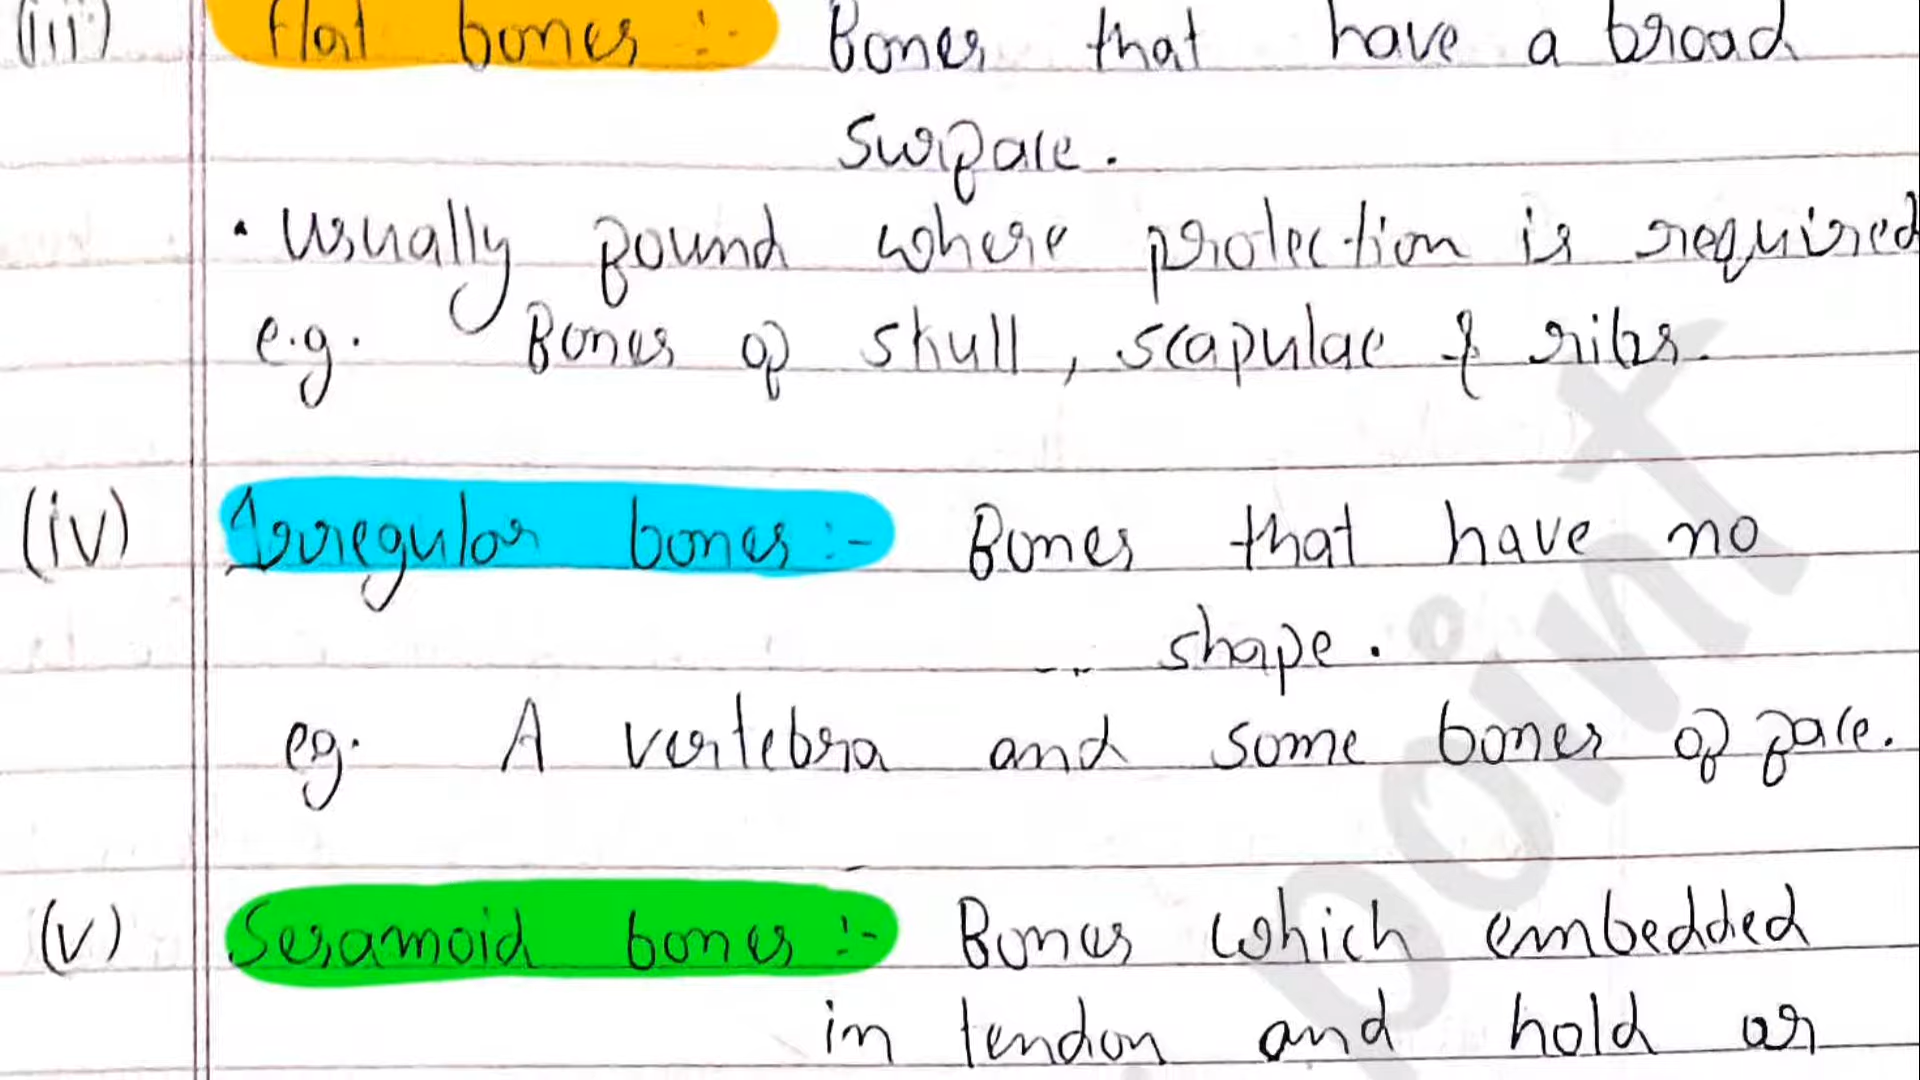 (iii) Flat bones :- Bones that have a broad
surface.
• Usually found where protection is required
e.g. Bones of skull, scapulae & ribs.
(iv) Irregular bones :- Bones that have no
shape.
eg. A vertebra and some bones of face.
(v) Sesamoid bones :- Bones which embedded
in tendon and hold or
point